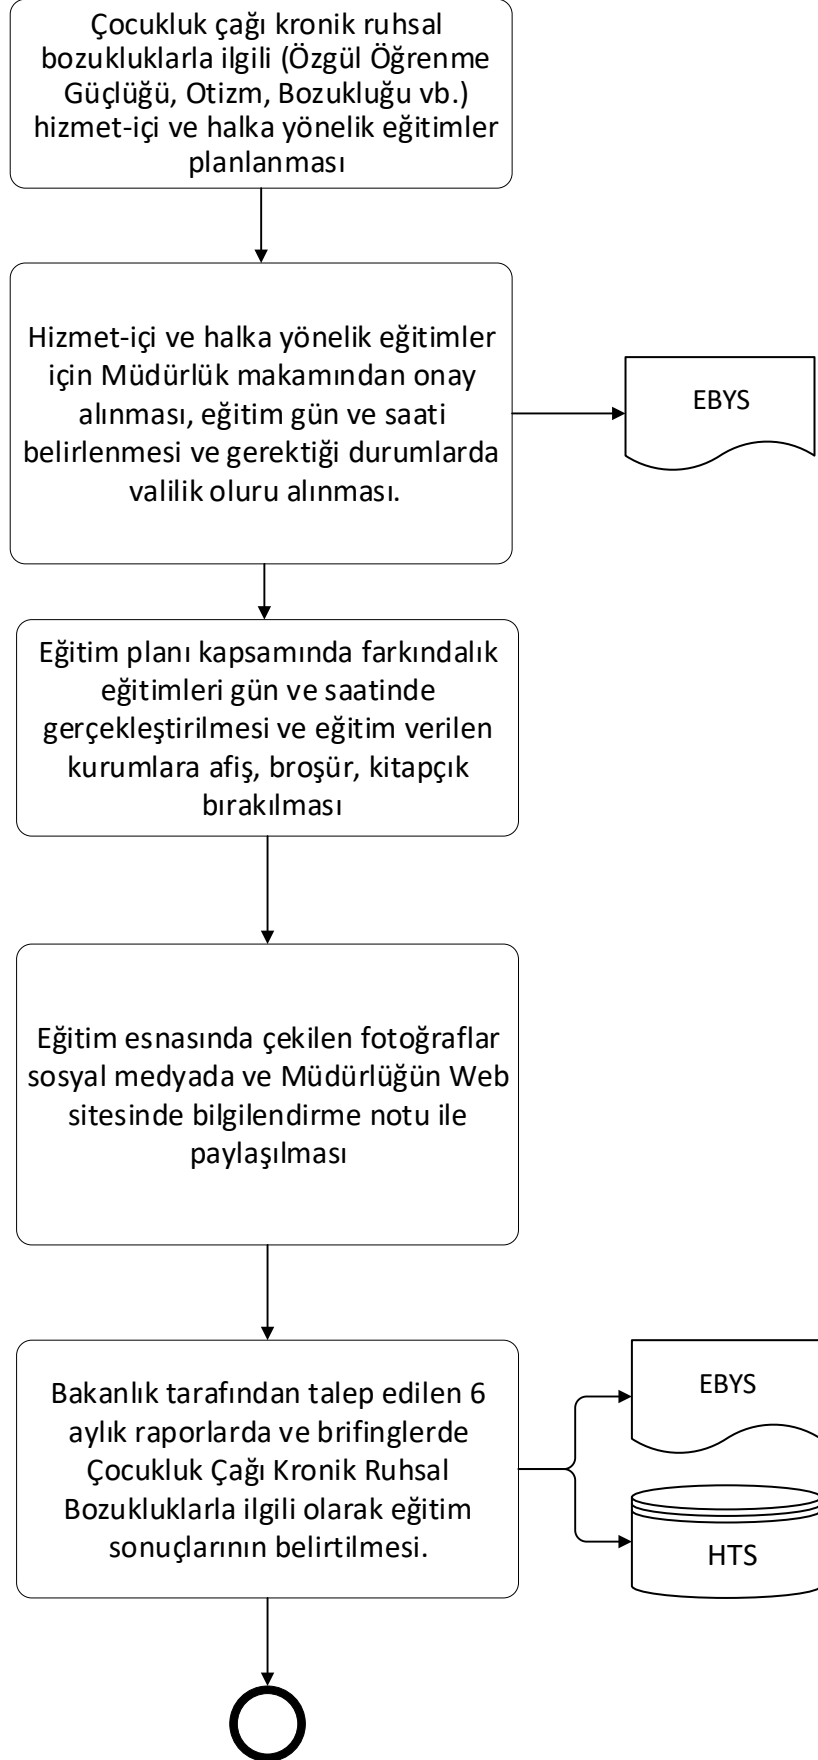 Çocukluk çağı kronik ruhsal
bozukluklarla ilgili (Özgül Öğrenme
Güçlüğü, Otizm, Bozukluğu vb.)
hizmet-içi ve halka yönelik eğitimler
planlanması
Hizmet-içi ve halka yönelik eğitimler
için Müdürlük makamından onay
alınması, eğitim gün ve saati
belirlenmesi ve gerektiği durumlarda
valilik oluru alınması.
EBYS
Eğitim planı kapsamında farkındalık
eğitimleri gün ve saatinde
gerçekleştirilmesi ve eğitim verilen
kurumlara afiş, broşür, kitapçık
bırakılması
Eğitim esnasında çekilen fotoğraflar
sosyal medyada ve Müdürlüğün Web
sitesinde bilgilendirme notu ile
paylaşılması
Bakanlık tarafından talep edilen 6
aylık raporlarda ve brifinglerde
Çocukluk Çağı Kronik Ruhsal
Bozukluklarla ilgili olarak eğitim
sonuçlarının belirtilmesi.
EBYS
HTS